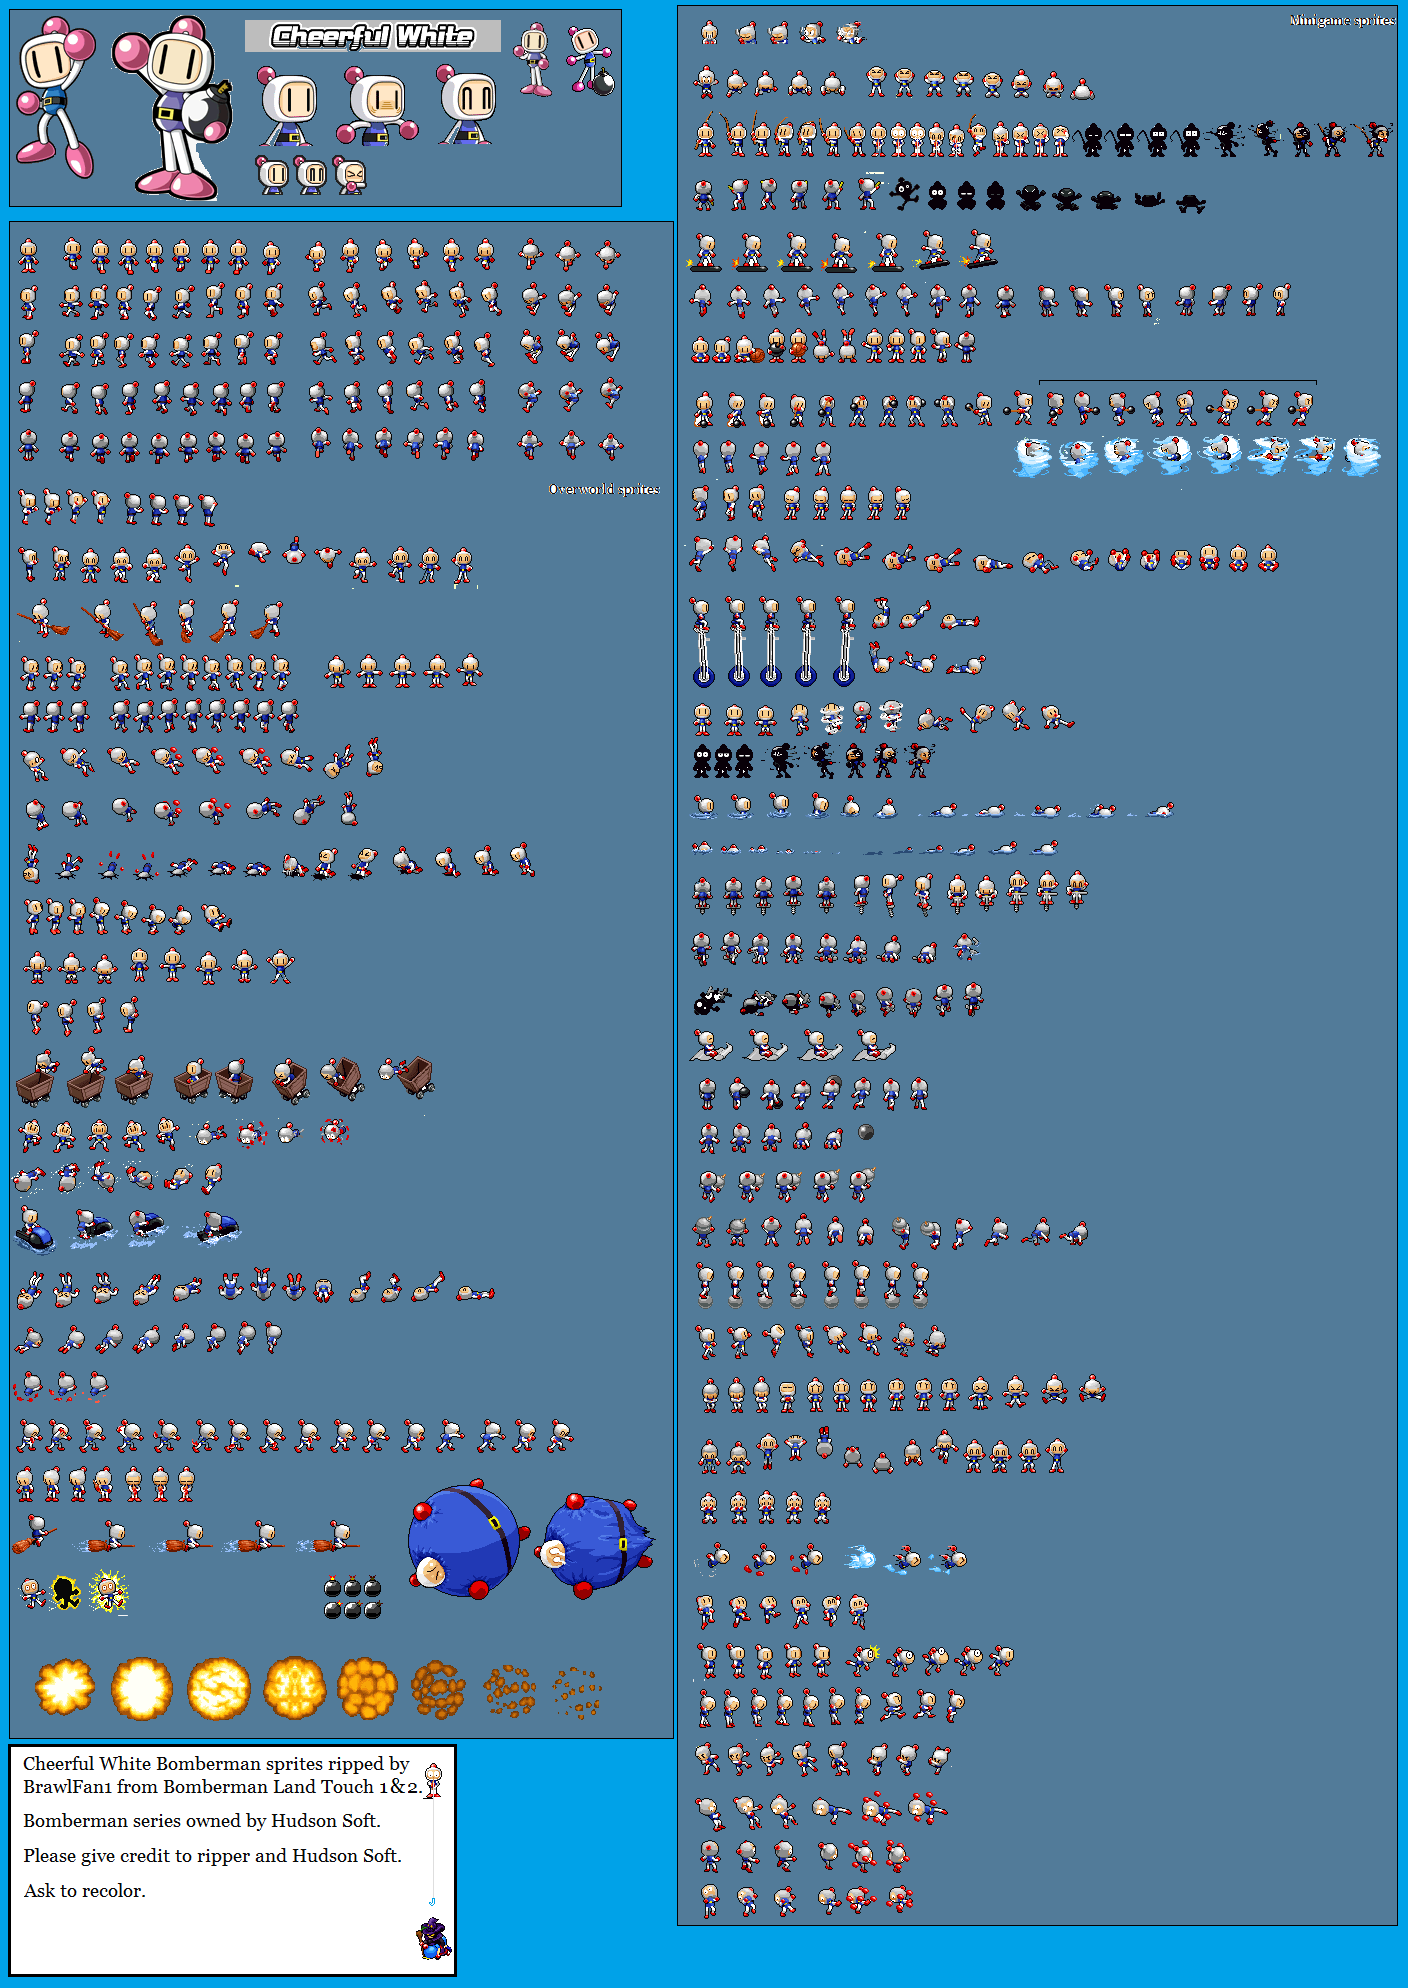 Cheerful White
Minigame sprites
Overworld sprites
Cheerful White Bomberman sprites ripped by
BrawlFan1 from Bomberman Land Touch 1&2.
Bomberman series owned by Hudson Soft.
Please give credit to ripper and Hudson Soft.
Ask to recolor.